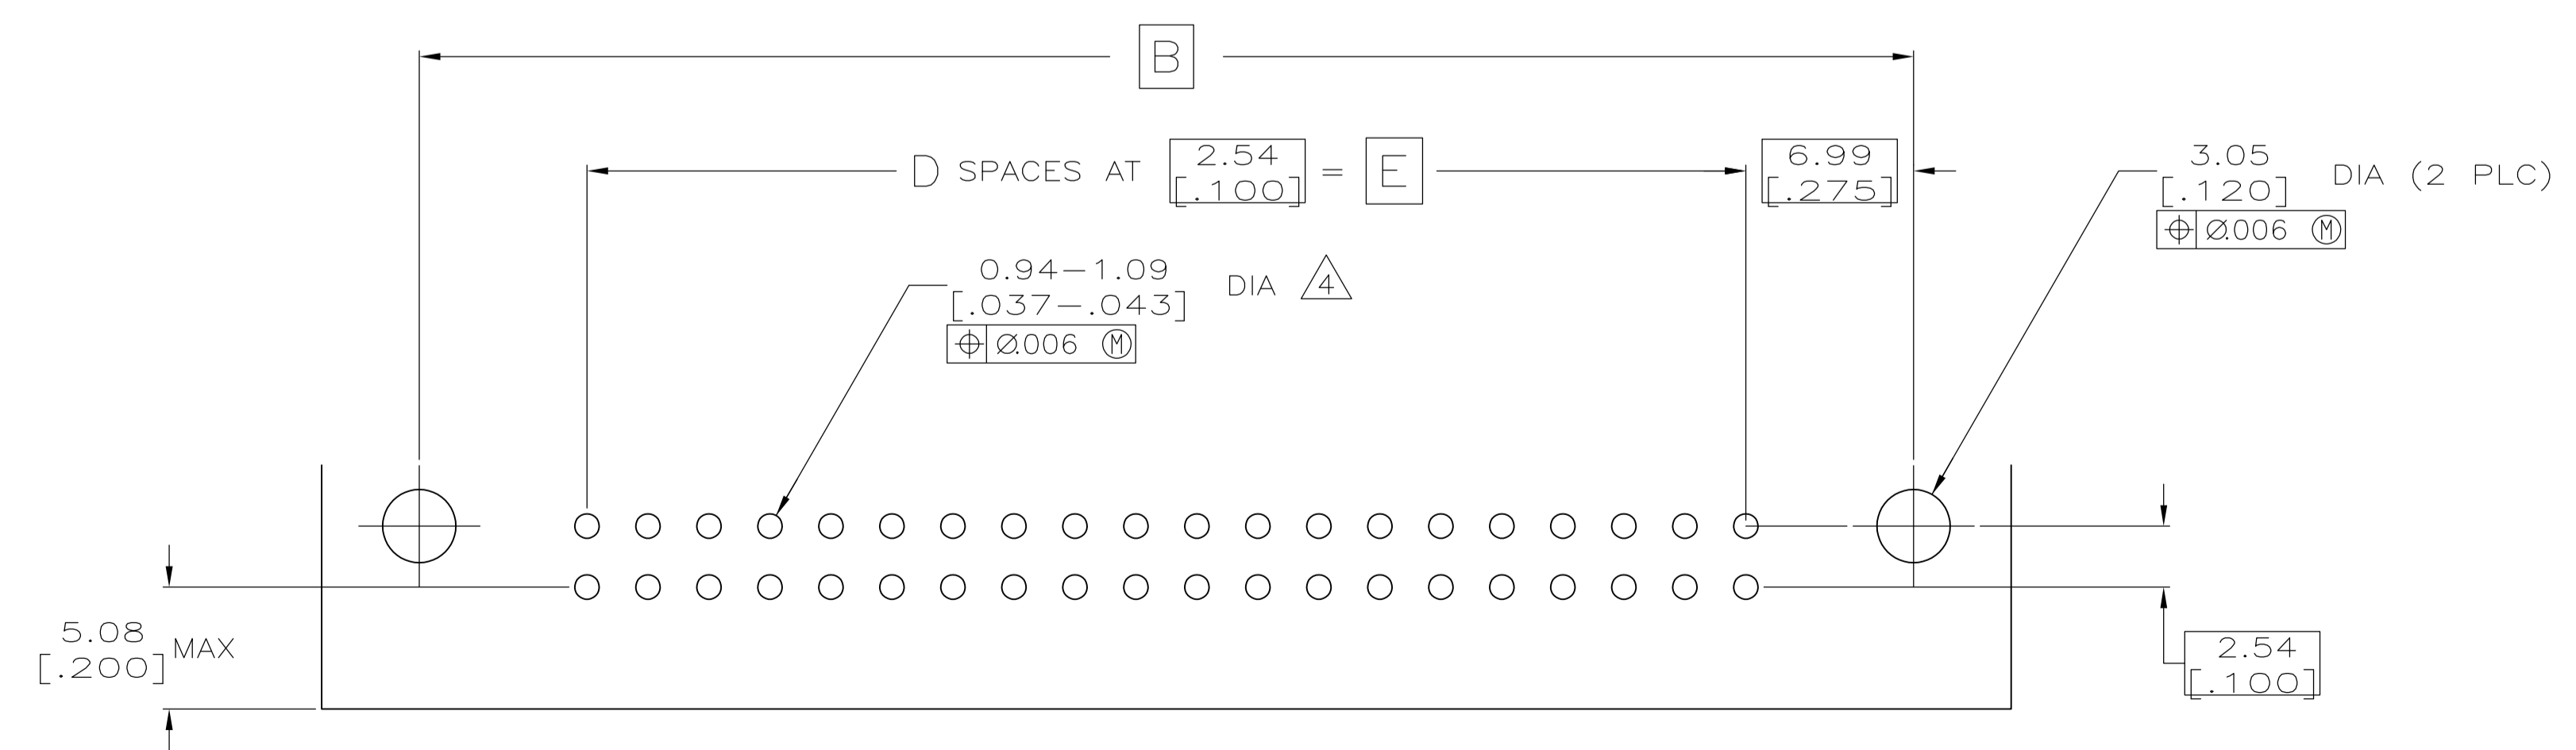 B
D SPACES AT 2.54 [.100] = E
6.99
[.275]
3.05
[.120] DIA (2 PLC)
⌖ Ø.006 Ⓜ
0.94-1.09
[.037-.043] DIA 4
⌖ Ø.006 Ⓜ
5.08
[.200] MAX
2.54
[.100]